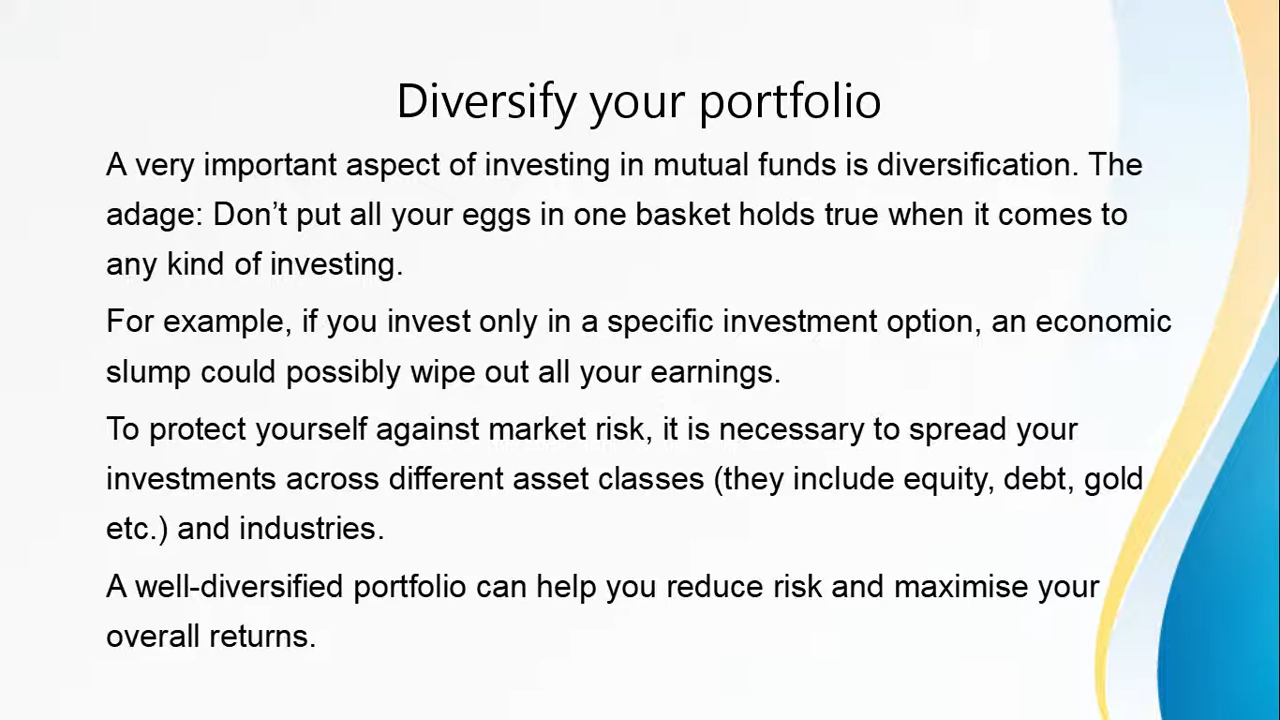 Diversify your portfolio
A very important aspect of investing in mutual funds is diversification. The
adage: Don’t put all your eggs in one basket holds true when it comes to
any kind of investing.
For example, if you invest only in a specific investment option, an economic
slump could possibly wipe out all your earnings.
To protect yourself against market risk, it is necessary to spread your
investments across different asset classes (they include equity, debt, gold
etc.) and industries.
A well-diversified portfolio can help you reduce risk and maximise your
overall returns.